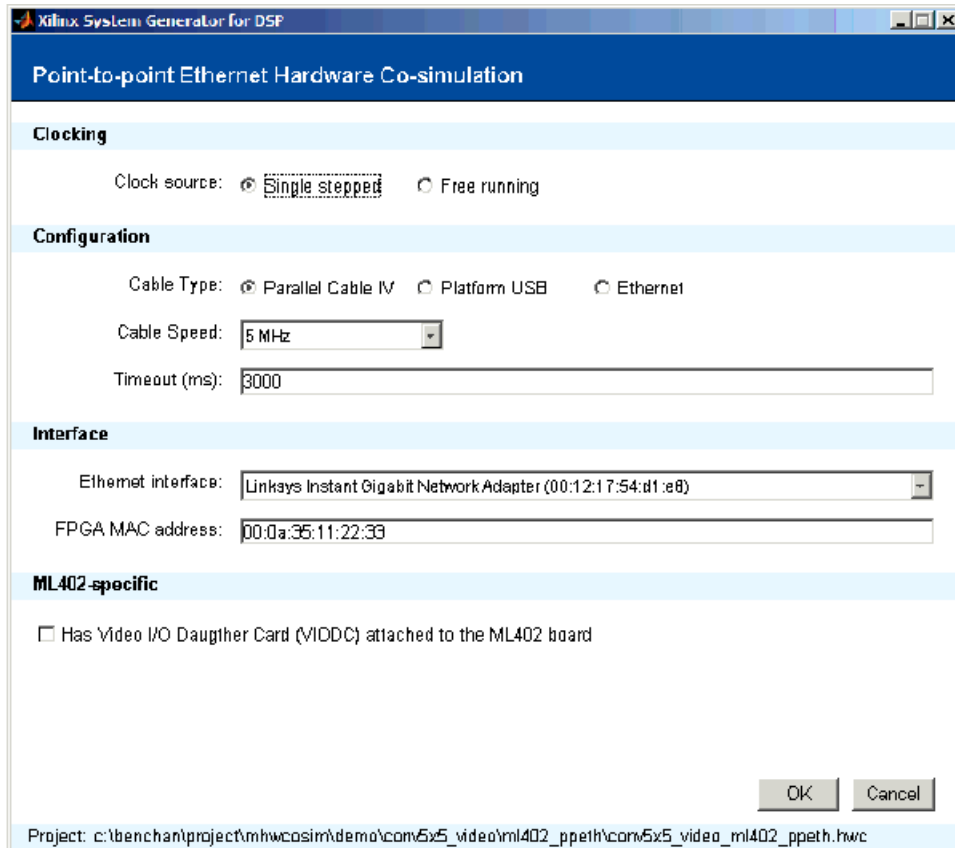 Xilinx System Generator for DSP
Point-to-point Ethernet Hardware Co-simulation
Clocking
Clock source: Single stepped Free running
Configuration
Cable Type: Parallel Cable IV Platform USB Ethernet
Cable Speed: 5 MHz
Timeout (ms): 3000
Interface
Ethernet interface: Linksys Instant Gigabit Network Adapter (00:12:17:54:d1:e8)
FPGA MAC address: 00:0a:35:11:22:33
ML402-specific
Has Video I/O Daugther Card (VIODC) attached to the ML402 board
OK Cancel
Project: c:\benchan\project\mhwcosim\demo\conv5x5_video\ml402_ppeth\conv5x5_video_ml402_ppeth.hwc